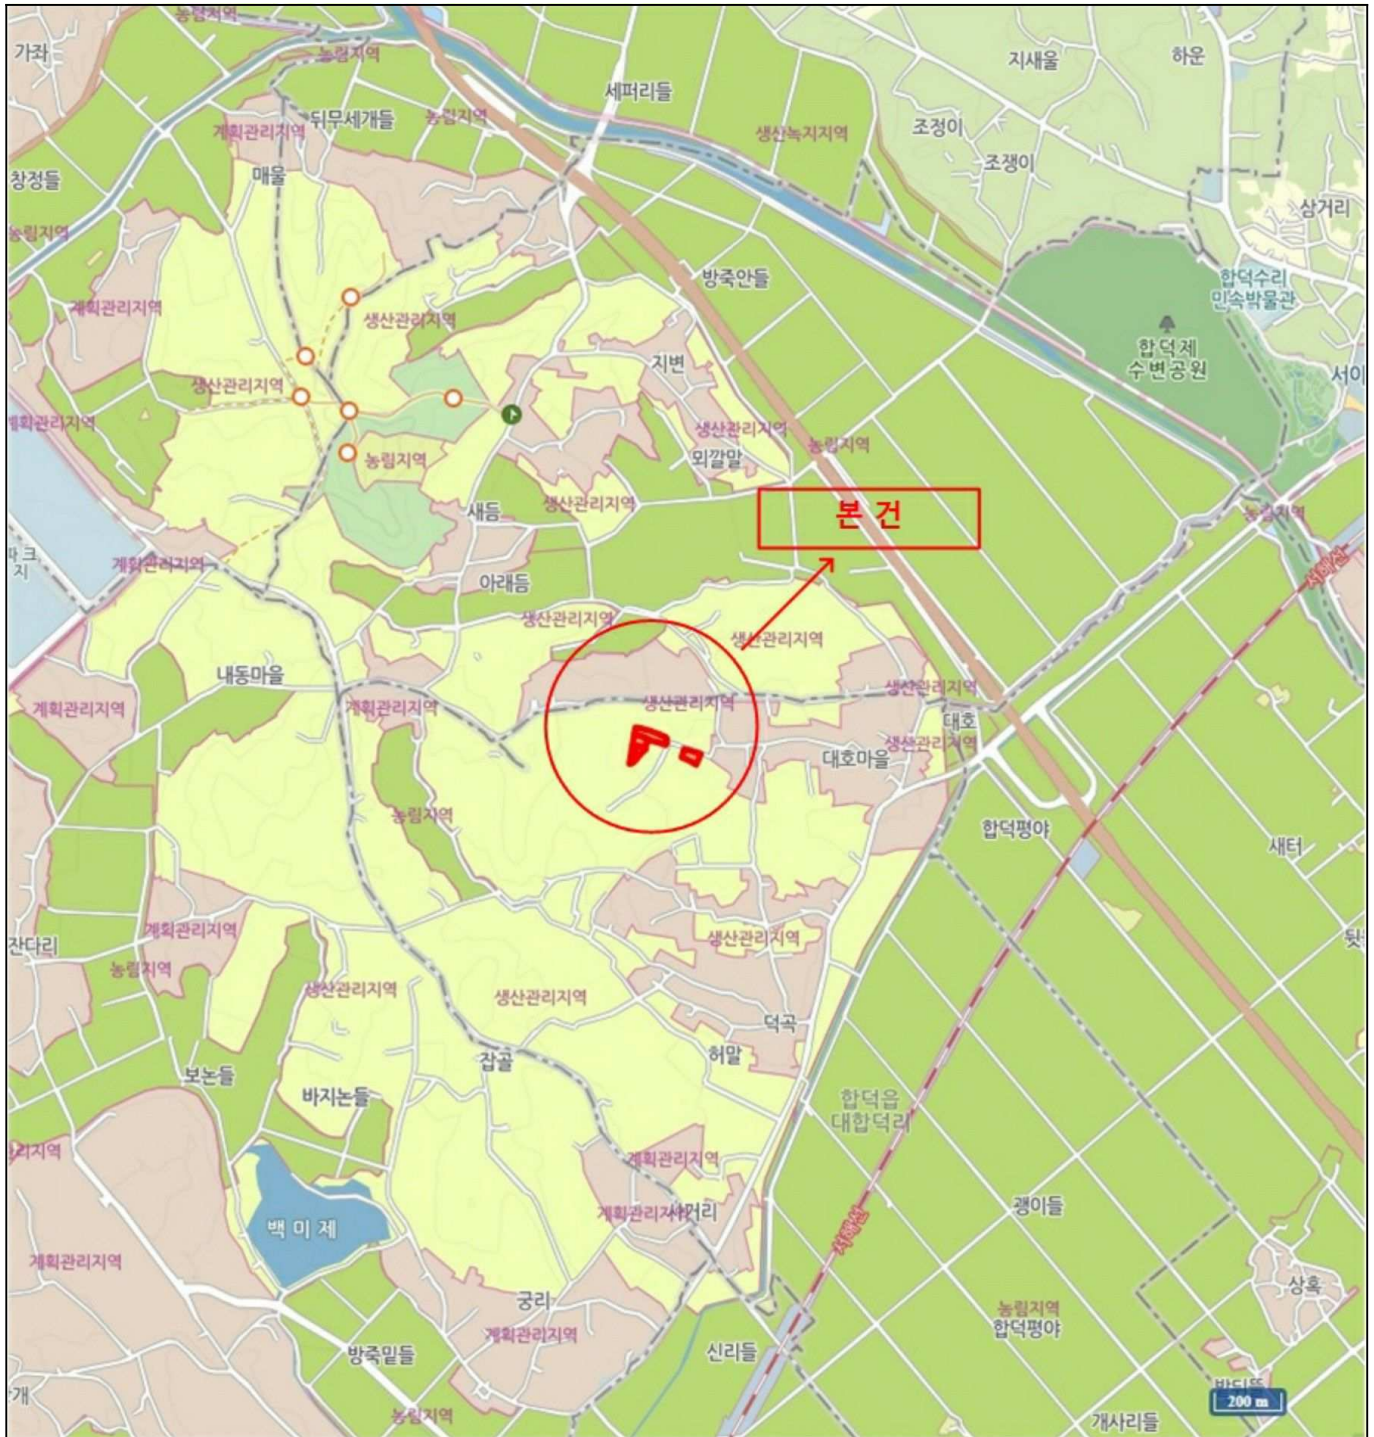 농림지역
가좌
농림지역
지새울
하운
세퍼리들
뒤무세개들
농림지역
계획관리지역
생산녹지지역
조정이
조쟁이
매물
창정들
삼거리
농림지역
방죽안들
합덕수리
민속박물관
계획관리지역
생산관리지역
합덕제
수변공원
지변
생산관리지역
서이
계획관리지역
생산관리지역
농림지역
뫼깔말
농림지역
생산관리지역
새등
본 건
농림지역
파크
지
계획관리지역
아래듬
서해선
생산관리지역
생산관리지역
내동마을
생산관리지역
계획관리지역
계획관리지역
생산관리지역
대호
생산관리지역
대호마을
농림지역
합덕평야
새터
계획관리지역
생산관리지역
잔다리
농림지역
생산관리지역
생산관리지역
덕곡
허말
잡골
보논들
바지논들
합덕읍
대합덕리
리지역
계획관리지역
계획관리지역
서거리
괭이들
백미제
서해선
계획관리지역
상흑
궁리
농림지역
합덕평야
계획관리지역
방죽밑들
신리들
200 m
개
농림지역
개사리들